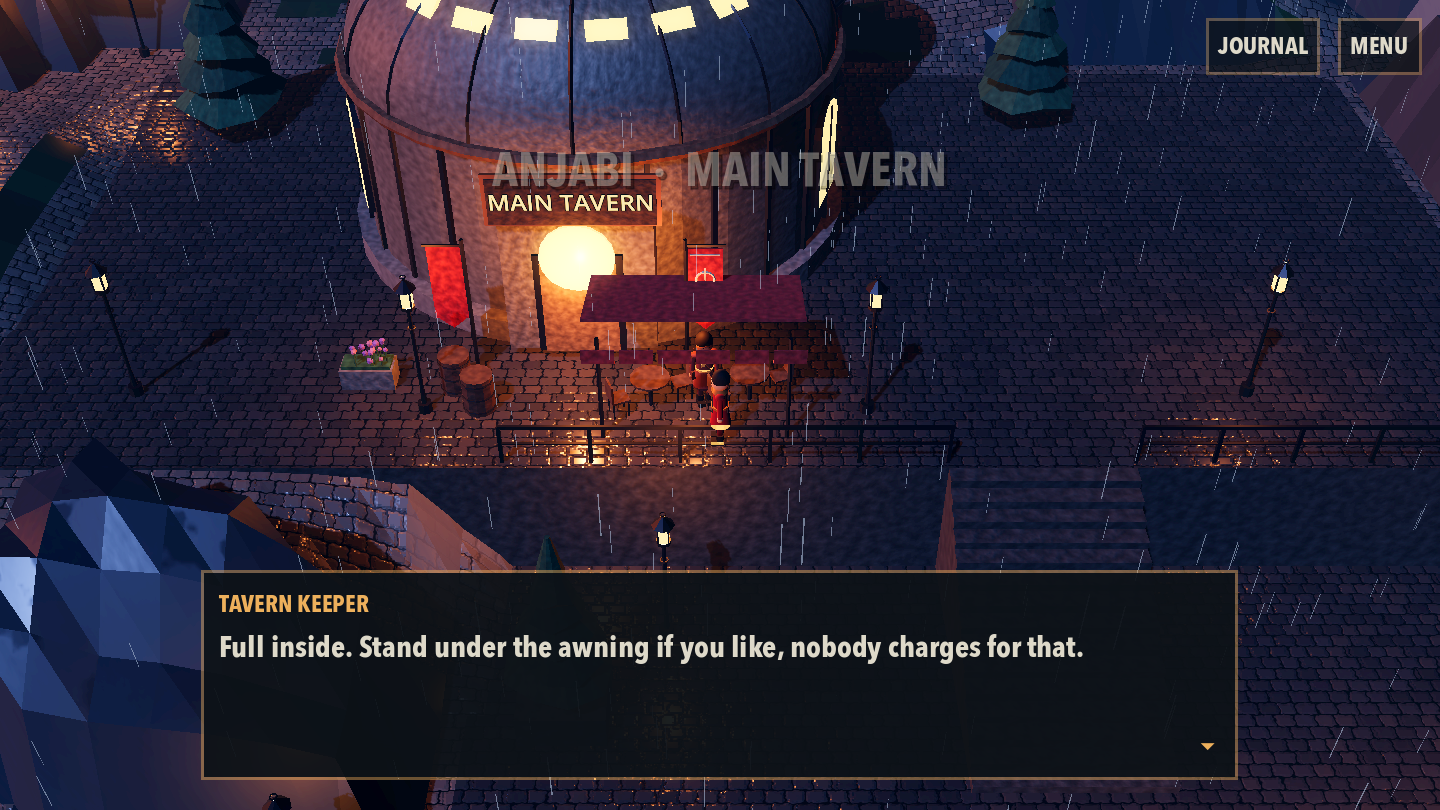 JOURNAL MENU
ANJABI · MAIN TAVERN
MAIN TAVERN
TAVERN KEEPER
Full inside. Stand under the awning if you like, nobody charges for that.